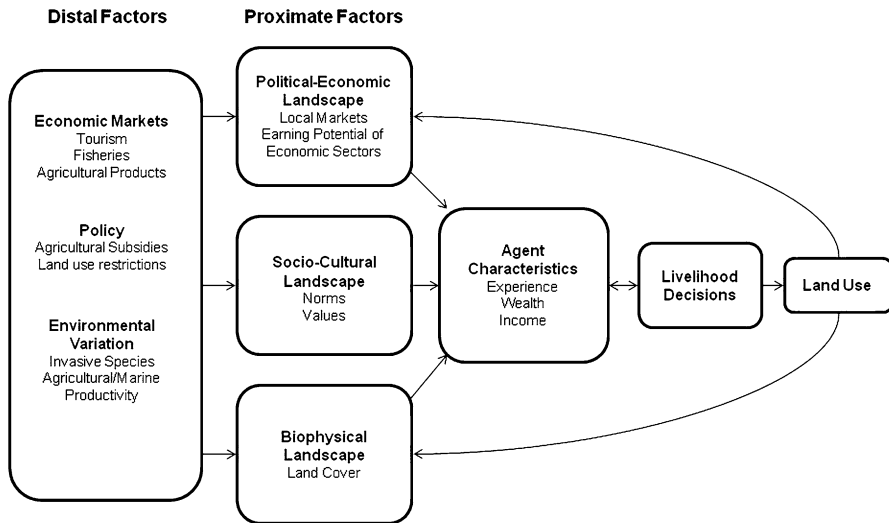 Distal Factors
Proximate Factors
Economic Markets
Tourism
Fisheries
Agricultural Products
Policy
Agricultural Subsidies
Land use restrictions
Environmental
Variation
Invasive Species
Agricultural/Marine
Productivity
Political-Economic
Landscape
Local Markets
Earning Potential of
Economic Sectors
Socio-Cultural
Landscape
Norms
Values
Biophysical
Landscape
Land Cover
Agent
Characteristics
Experience
Wealth
Income
Livelihood
Decisions
Land Use